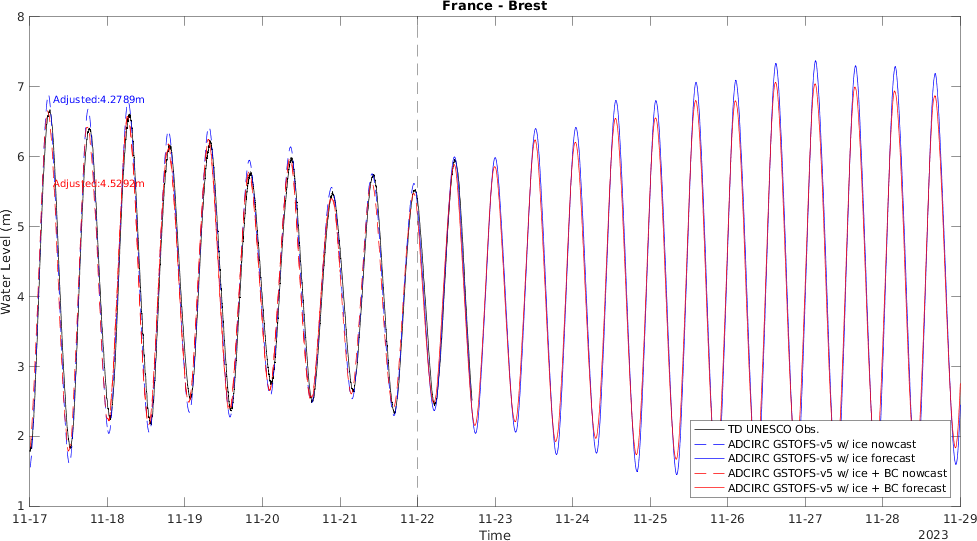 France - Brest
8
7
6
5
4
3
2
1
Water Level (m)
Adjusted:4.2789m
Adjusted:4.5292m
TD UNESCO Obs.
ADCIRC GSTOFS-v5 w/ ice nowcast
ADCIRC GSTOFS-v5 w/ ice forecast
ADCIRC GSTOFS-v5 w/ ice + BC nowcast
ADCIRC GSTOFS-v5 w/ ice + BC forecast
11-17 11-18 11-19 11-20 11-21 11-22 11-23 11-24 11-25 11-26 11-27 11-28 11-29
Time
2023